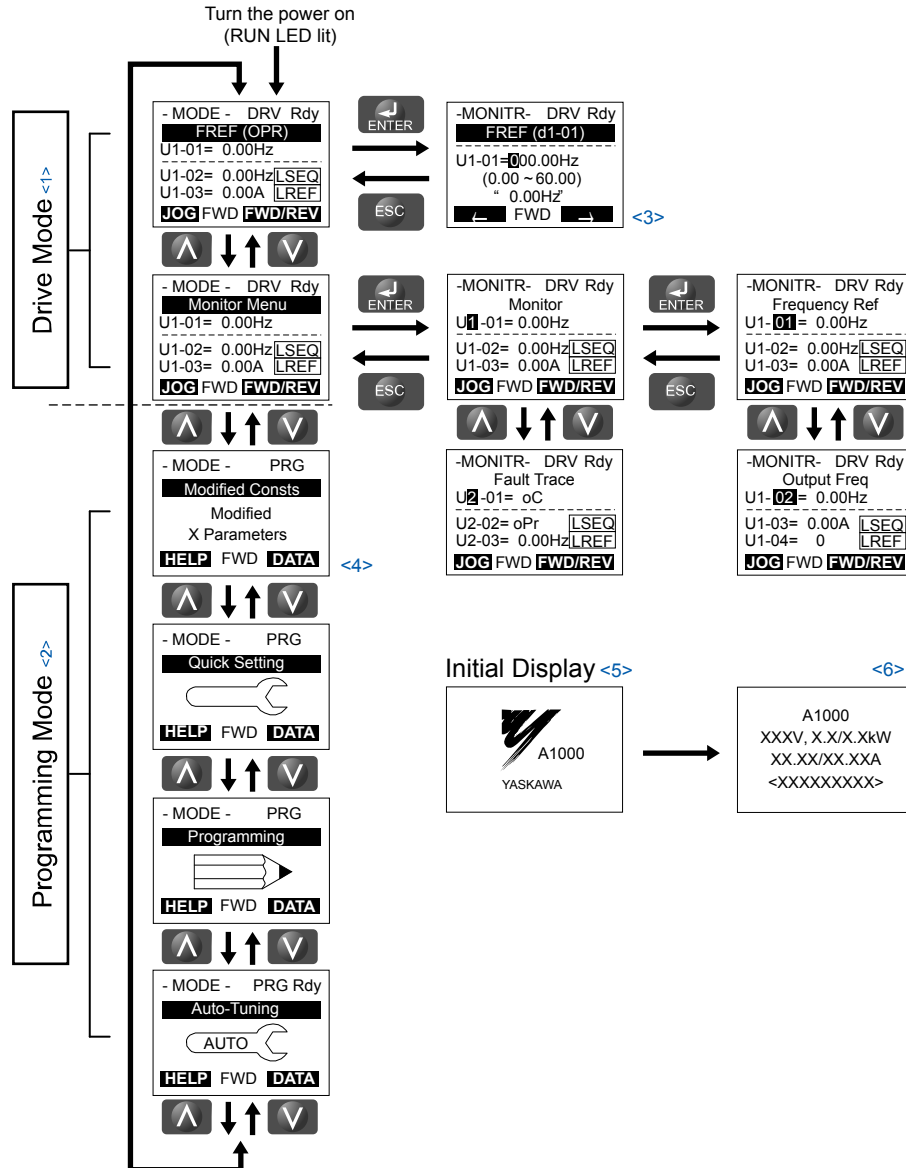 Turn the power on
(RUN LED lit)
Drive Mode <1>
- MODE - DRV Rdy
FREF (OPR)
U1-01= 0.00Hz
U1-02= 0.00Hz LSEQ
U1-03= 0.00A LREF
JOG FWD FWD/REV
ENTER
ESC
-MONITR- DRV Rdy
FREF (d1-01)
U1-01=000.00Hz
(0.00 ~ 60.00)
“ 0.00Hz”
← FWD →
<3>
- MODE - DRV Rdy
Monitor Menu
U1-01= 0.00Hz
U1-02= 0.00Hz LSEQ
U1-03= 0.00A LREF
JOG FWD FWD/REV
ENTER
ESC
-MONITR- DRV Rdy
Monitor
U1 -01= 0.00Hz
U1-02= 0.00Hz LSEQ
U1-03= 0.00A LREF
JOG FWD FWD/REV
ENTER
ESC
-MONITR- DRV Rdy
Frequency Ref
U1- 01 = 0.00Hz
U1-02= 0.00Hz LSEQ
U1-03= 0.00A LREF
JOG FWD FWD/REV
-MONITR- DRV Rdy
Fault Trace
U2 -01= oC
U2-02= oPr LSEQ
U2-03= 0.00Hz LREF
JOG FWD FWD/REV
-MONITR- DRV Rdy
Output Freq
U1- 02 = 0.00Hz
U1-03= 0.00A LSEQ
U1-04= 0 LREF
JOG FWD FWD/REV
Programming Mode <2>
- MODE - PRG
Modified Consts
Modified
X Parameters
HELP FWD DATA
<4>
- MODE - PRG
Quick Setting
HELP FWD DATA
- MODE - PRG
Programming
HELP FWD DATA
- MODE - PRG Rdy
Auto-Tuning
AUTO
HELP FWD DATA
Initial Display <5>
A1000
YASKAWA
<6>
A1000
XXXV, X.X/X.XkW
XX.XX/XX.XXA
<XXXXXXXXX>